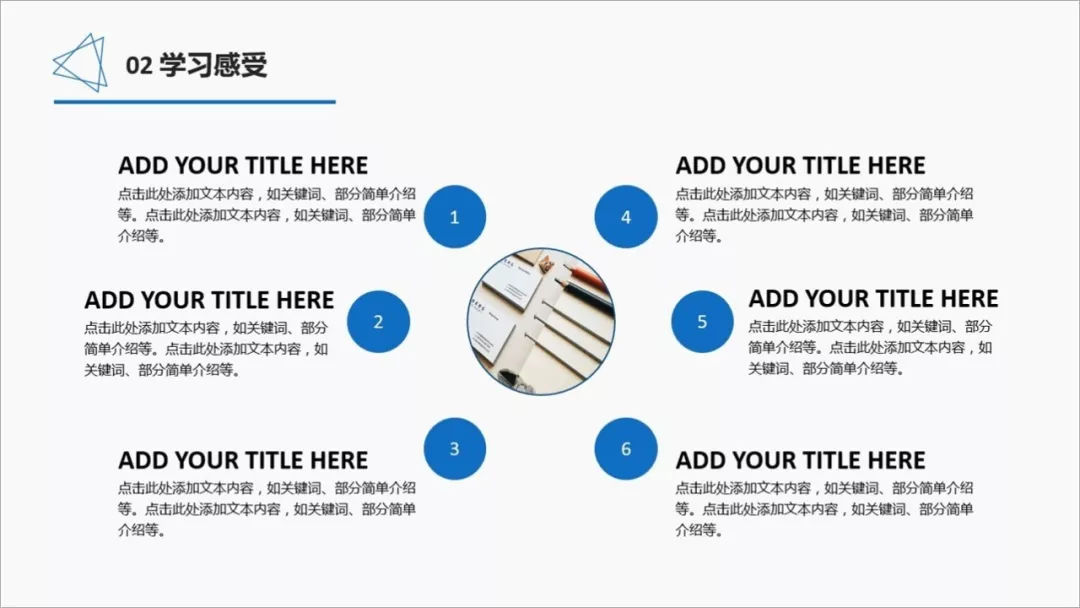 02 学习感受
ADD YOUR TITLE HERE
点击此处添加文本内容，如关键词、部分简单介绍
等。点击此处添加文本内容，如关键词、部分简单
介绍等。
1
ADD YOUR TITLE HERE
点击此处添加文本内容，如关键词、部分
简单介绍等。点击此处添加文本内容，如
关键词、部分简单介绍等。
2
ADD YOUR TITLE HERE
点击此处添加文本内容，如关键词、部分简单介绍
等。点击此处添加文本内容，如关键词、部分简单
介绍等。
3
4
ADD YOUR TITLE HERE
点击此处添加文本内容，如关键词、部分简单介绍
等。点击此处添加文本内容，如关键词、部分简单
介绍等。
5
ADD YOUR TITLE HERE
点击此处添加文本内容，如关键词、部分
简单介绍等。点击此处添加文本内容，如
关键词、部分简单介绍等。
6
ADD YOUR TITLE HERE
点击此处添加文本内容，如关键词、部分简单介绍
等。点击此处添加文本内容，如关键词、部分简单
介绍等。